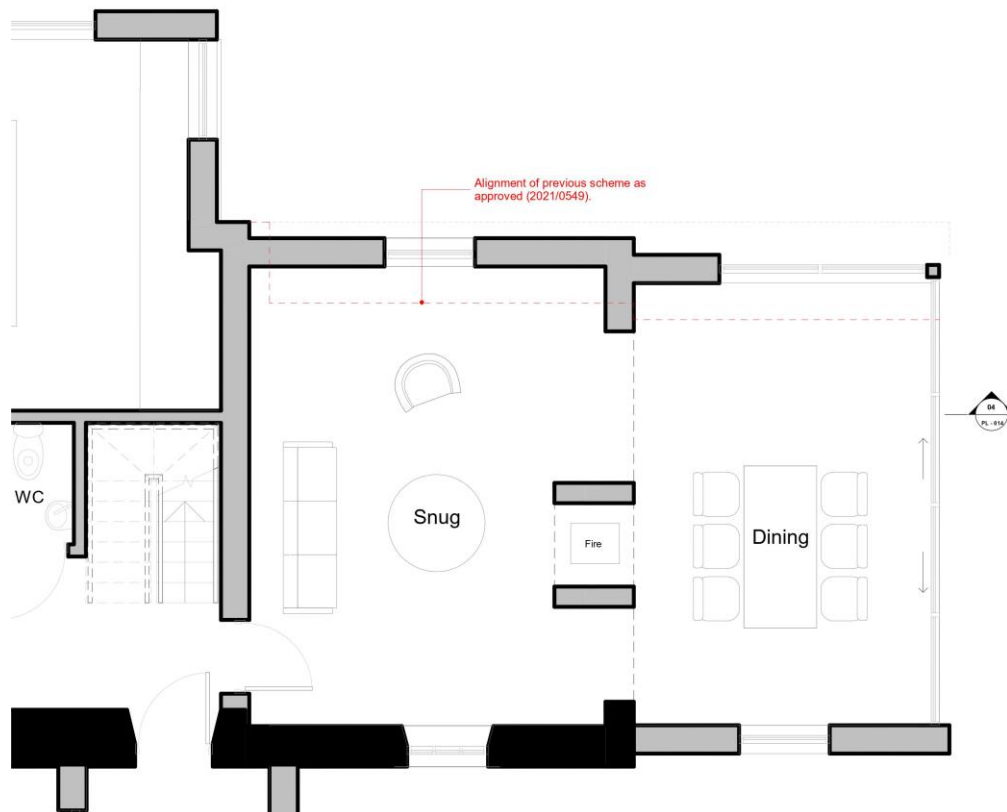 Alignment of previous scheme as
approved (2021/0549).
04
PL - 014
WC
Snug
Fire
Dining